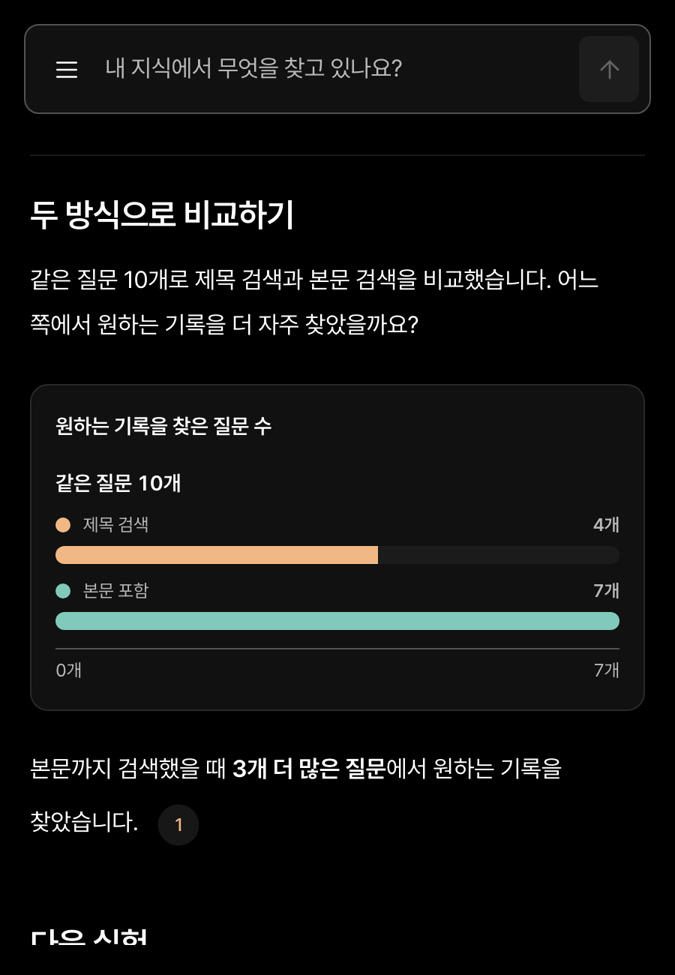 내 지식에서 무엇을 찾고 있나요?
두 방식으로 비교하기
같은 질문 10개로 제목 검색과 본문 검색을 비교했습니다. 어느
쪽에서 원하는 기록을 더 자주 찾았을까요?
원하는 기록을 찾은 질문 수
같은 질문 10개
제목 검색 4개
본문 포함 7개
0개 7개
본문까지 검색했을 때 3개 더 많은 질문에서 원하는 기록을
찾았습니다. 1
다음 실험